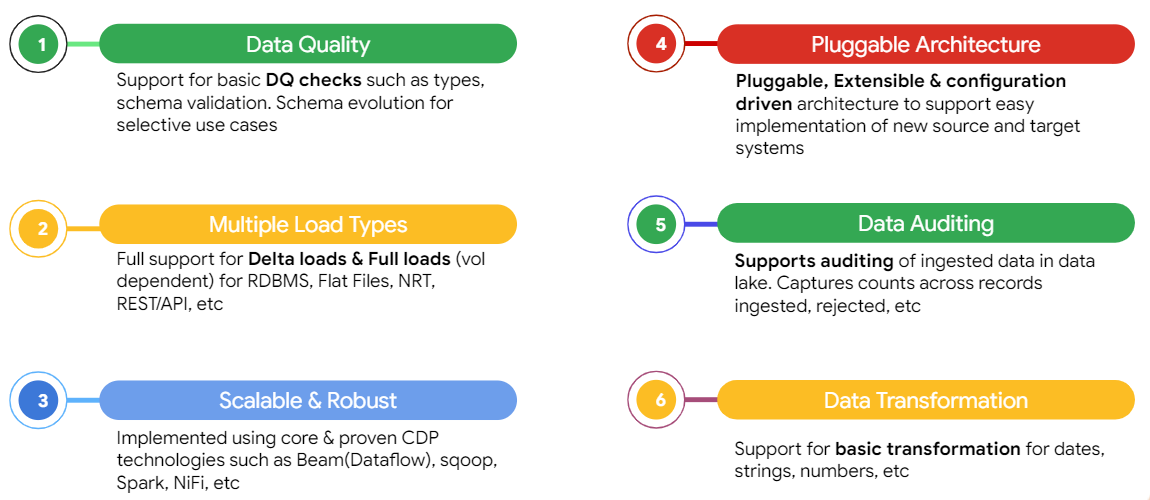 1
Data Quality
Support for basic DQ checks such as types,
schema validation. Schema evolution for
selective use cases
2
Multiple Load Types
Full support for Delta loads & Full loads (vol
dependent) for RDBMS, Flat Files, NRT,
REST/API, etc
3
Scalable & Robust
Implemented using core & proven CDP
technologies such as Beam(Dataflow), sqoop,
Spark, NiFi, etc
4
Pluggable Architecture
Pluggable, Extensible & configuration
driven architecture to support easy
implementation of new source and target
systems
5
Data Auditing
Supports auditing of ingested data in data
lake. Captures counts across records
ingested, rejected, etc
6
Data Transformation
Support for basic transformation for dates,
strings, numbers, etc